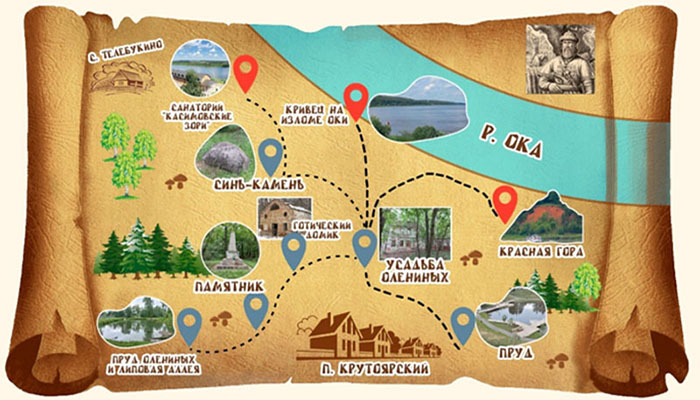 с. Телебукино
САНАТОРИЙ
"КАСИМОВСКИЕ
ЗОРИ"
КРИВЕЦ НА
ИЗЛОМЕ ОКИ
Р. ОКА
СИНЬ-КАМЕНЬ
ГОТИЧЕСКИЙ
ДОМИК
КРАСНАЯ ГОРА
УСАДЬБА
ОЛЕНИНЫХ
ПАМЯТНИК
ПРУД ОЛЕНИНЫХ
И ЛИПОВАЯ АЛЛЕЯ
П. КРУТОЯРСКИЙ
ПРУД